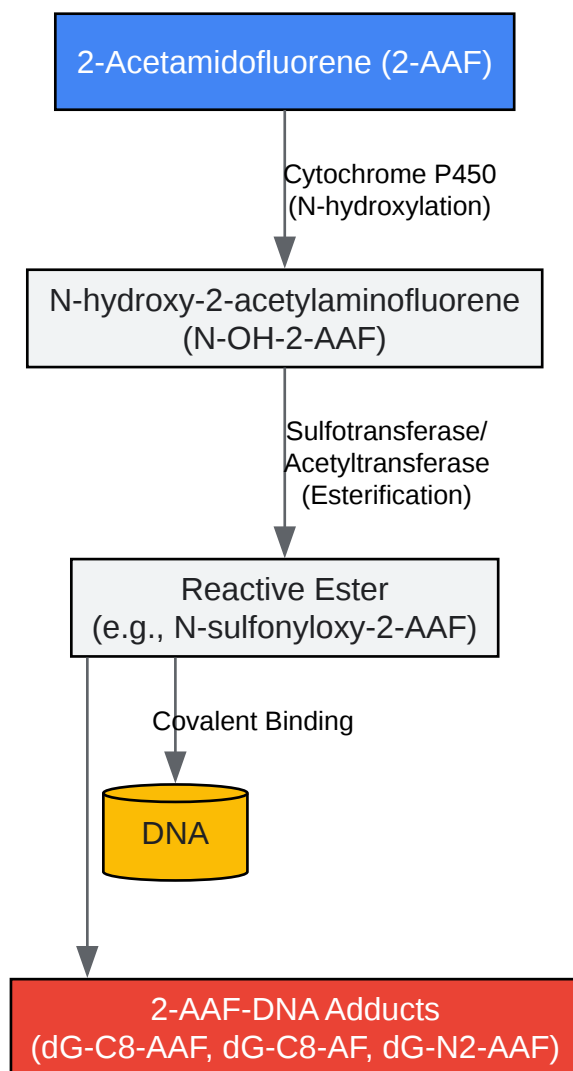 2-Acetamidofluorene (2-AAF)
Cytochrome P450
(N-hydroxylation)
N-hydroxy-2-acetylaminofluorene
(N-OH-2-AAF)
Sulfotransferase/
Acetyltransferase
(Esterification)
Reactive Ester
(e.g., N-sulfonyloxy-2-AAF)
Covalent Binding
DNA
2-AAF-DNA Adducts
(dG-C8-AAF, dG-C8-AF, dG-N2-AAF)